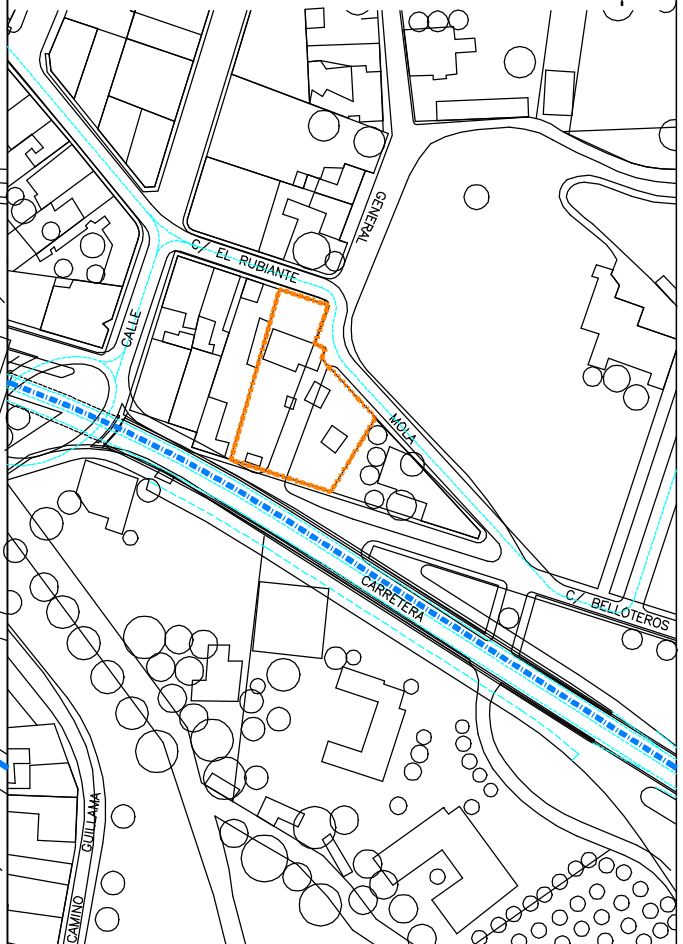 GENERAL
C/ EL RUBIANTE
CALLE
MOLA
CARRETERA
C/ BELLOTEROS
GUILLAMA
CAMINO